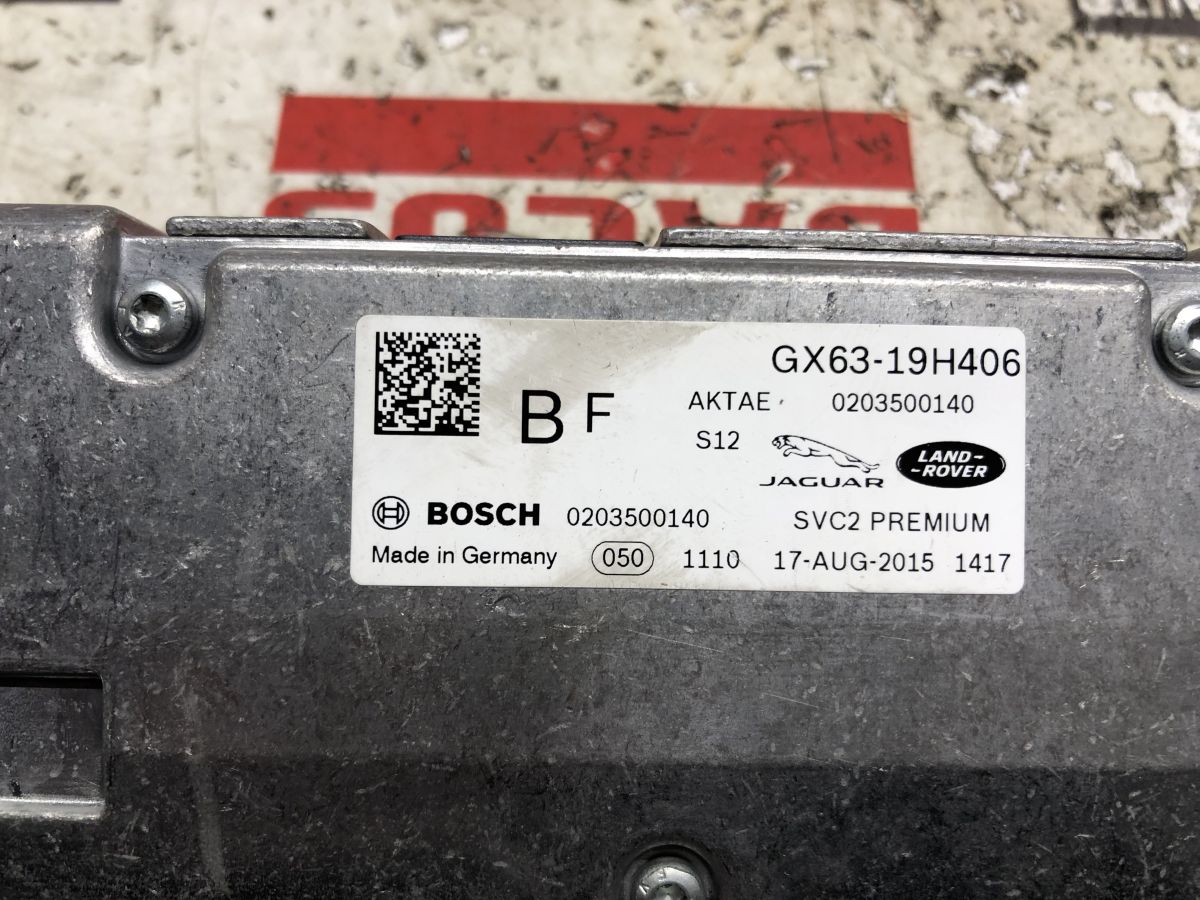 GX63-19H406
B F
AKTAE 0203500140
S12 JAGUAR LAND-
-ROVER
BOSCH 0203500140 SVC2 PREMIUM
Made in Germany 050 1110 17-AUG-2015 1417